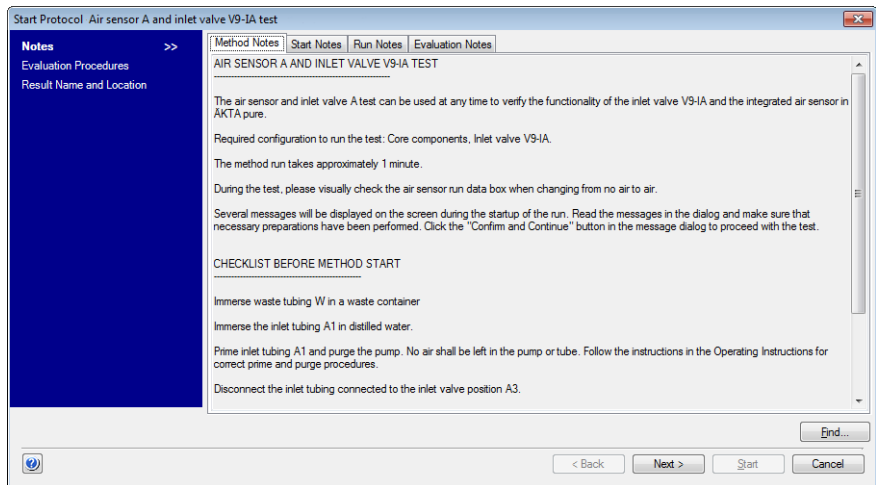 Start Protocol Air sensor A and inlet valve V9-IA test
Notes >>
Evaluation Procedures
Result Name and Location
Method Notes Start Notes Run Notes Evaluation Notes
AIR SENSOR A AND INLET VALVE V9-IA TEST
------------------------------------------------------------
The air sensor and inlet valve A test can be used at any time to verify the functionality of the inlet valve V9-IA and the integrated air sensor in
ÄKTA pure.
Required configuration to run the test: Core components, Inlet valve V9-IA.
The method run takes approximately 1 minute.
During the test, please visually check the air sensor run data box when changing from no air to air.
Several messages will be displayed on the screen during the startup of the run. Read the messages in the dialog and make sure that
necessary preparations have been performed. Click the "Confirm and Continue" button in the message dialog to proceed with the test.
CHECKLIST BEFORE METHOD START
--------------------------------------------------
Immerse waste tubing W in a waste container
Immerse the inlet tubing A1 in distilled water.
Prime inlet tubing A1 and purge the pump. No air shall be left in the pump or tube. Follow the instructions in the Operating Instructions for
correct prime and purge procedures.
Disconnect the inlet tubing connected to the inlet valve position A3.
Find...
< Back Next > Start Cancel